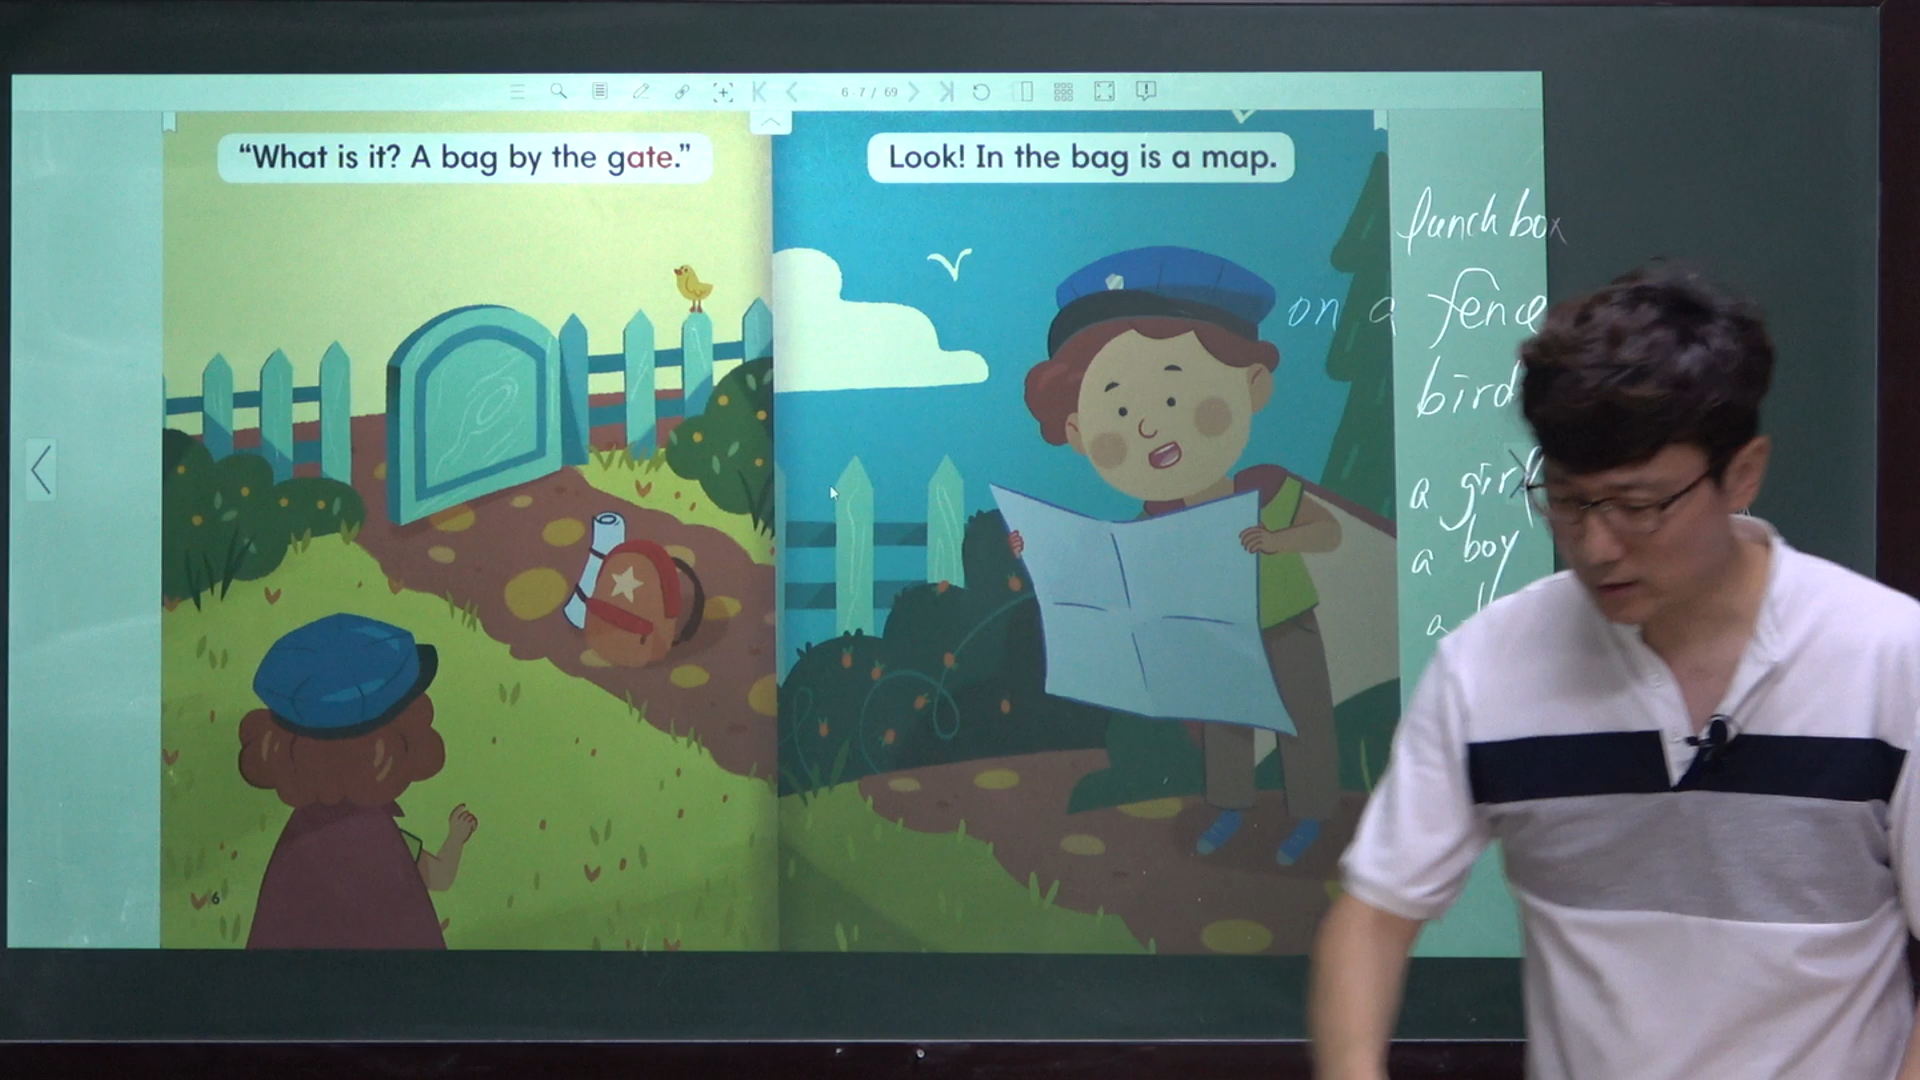 6-7 / 69
“What is it? A bag by the gate.”
Look! In the bag is a map.
lunch box
on a fence
bird
a girl
a boy
a
6